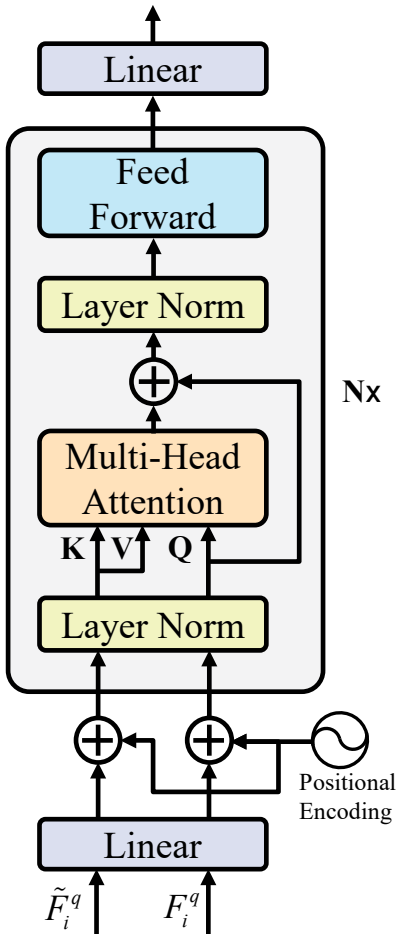 Linear
Feed
Forward
Layer Norm
Nx
Multi-Head
Attention
K V Q
Layer Norm
Positional
Encoding
Linear
F̃ᵢ^q Fᵢ^q